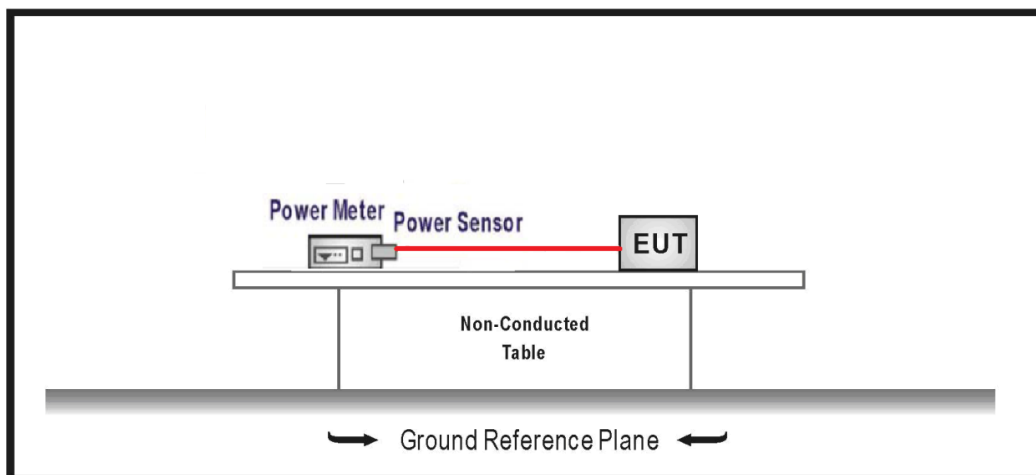 Power Meter
Power Sensor
EUT
Non-Conducted
Table
Ground Reference Plane